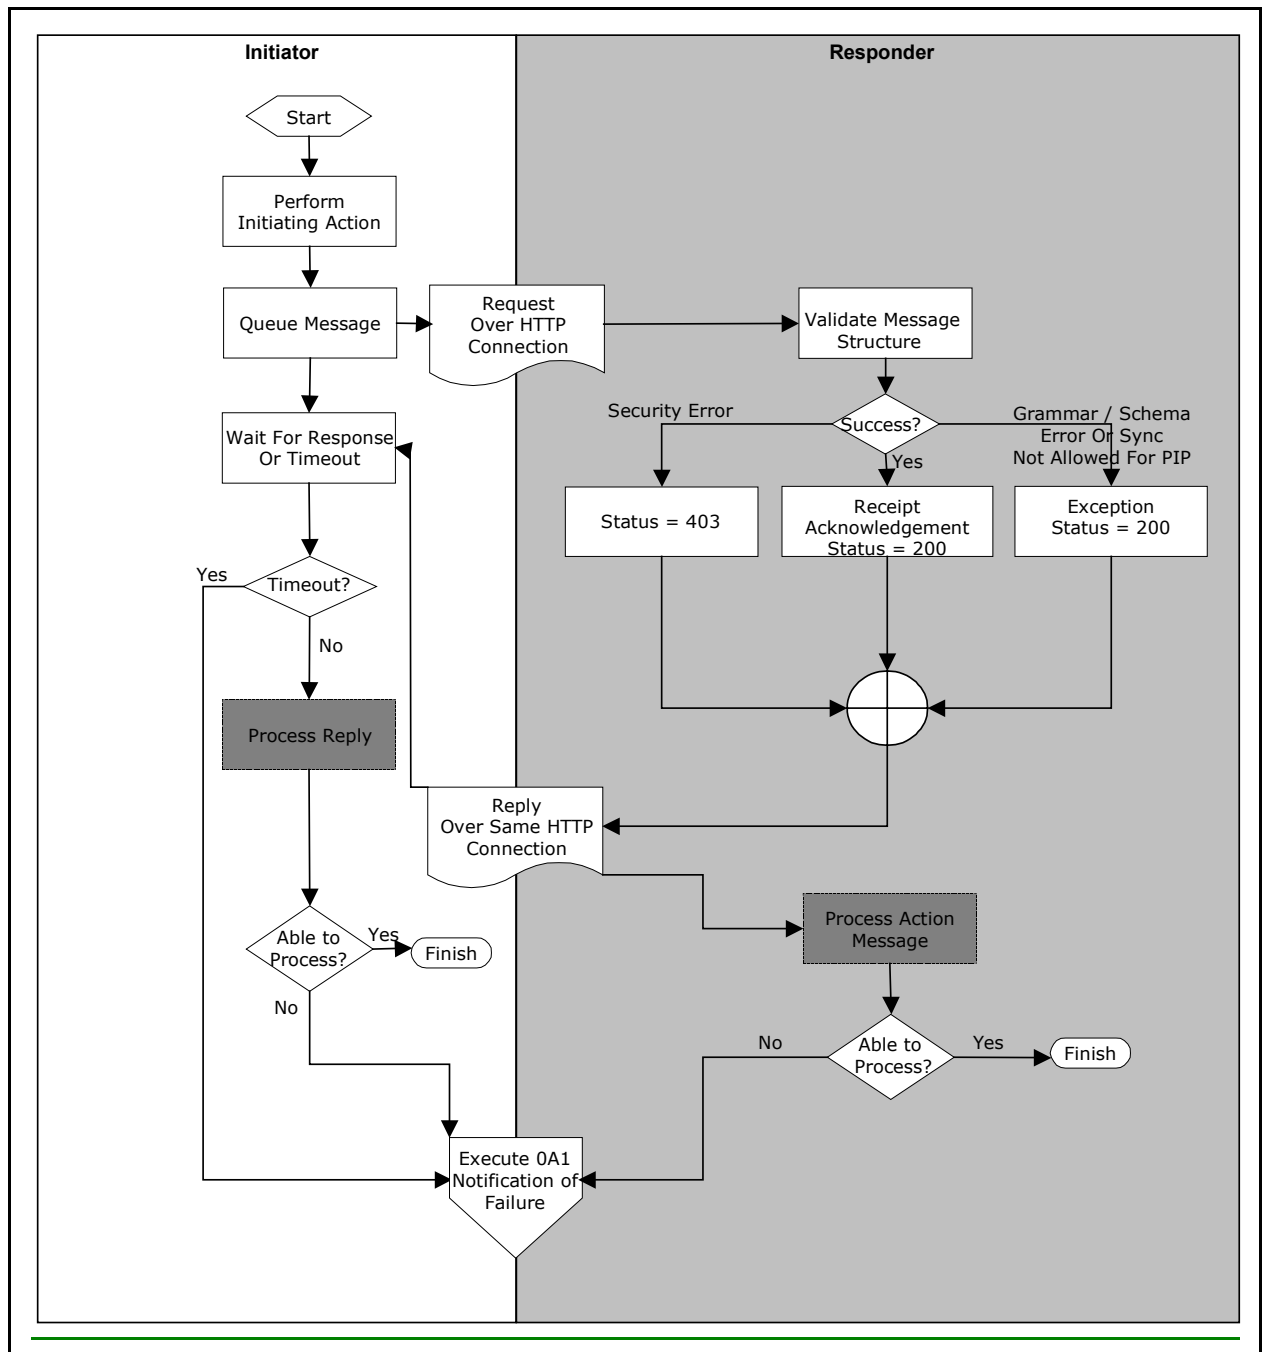 Initiator
Responder
Start
Perform
Initiating Action
Queue Message
Request
Over HTTP
Connection
Validate Message
Structure
Security Error
Success?
Grammar / Schema
Error Or Sync
Not Allowed For PIP
Yes
Wait For Response
Or Timeout
Status = 403
Receipt
Acknowledgement
Status = 200
Exception
Status = 200
Yes
Timeout?
No
Process Reply
Reply
Over Same HTTP
Connection
Process Action
Message
Able to
Process?
Yes
Finish
No
No
Able to
Process?
Yes
Finish
Execute 0A1
Notification of
Failure